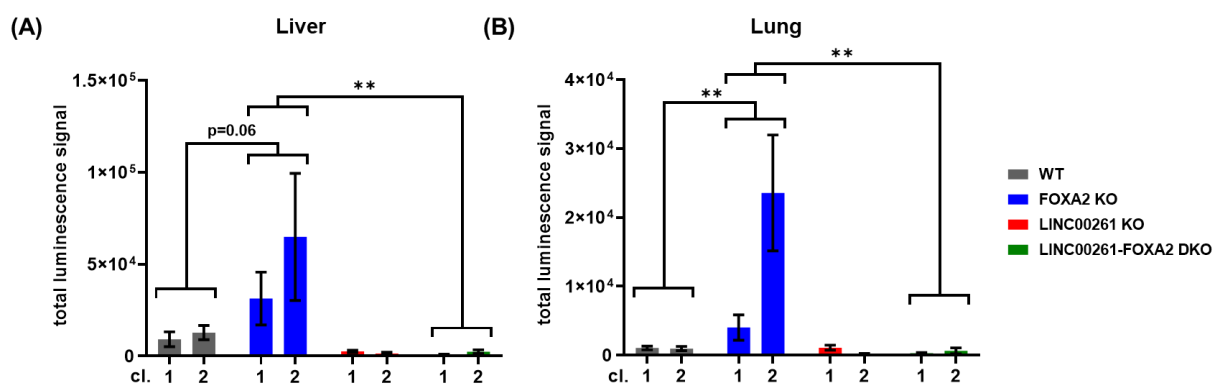 (A)
Liver
total luminescence signal
1.5×10⁵
1×10⁵
5×10⁴
0
p=0.06
**
cl. 1 2 1 2 1 2 1 2
(B)
Lung
total luminescence signal
4×10⁴
3×10⁴
2×10⁴
1×10⁴
0
**
**
cl. 1 2 1 2 1 2 1 2
WT
FOXA2 KO
LINC00261 KO
LINC00261-FOXA2 DKO